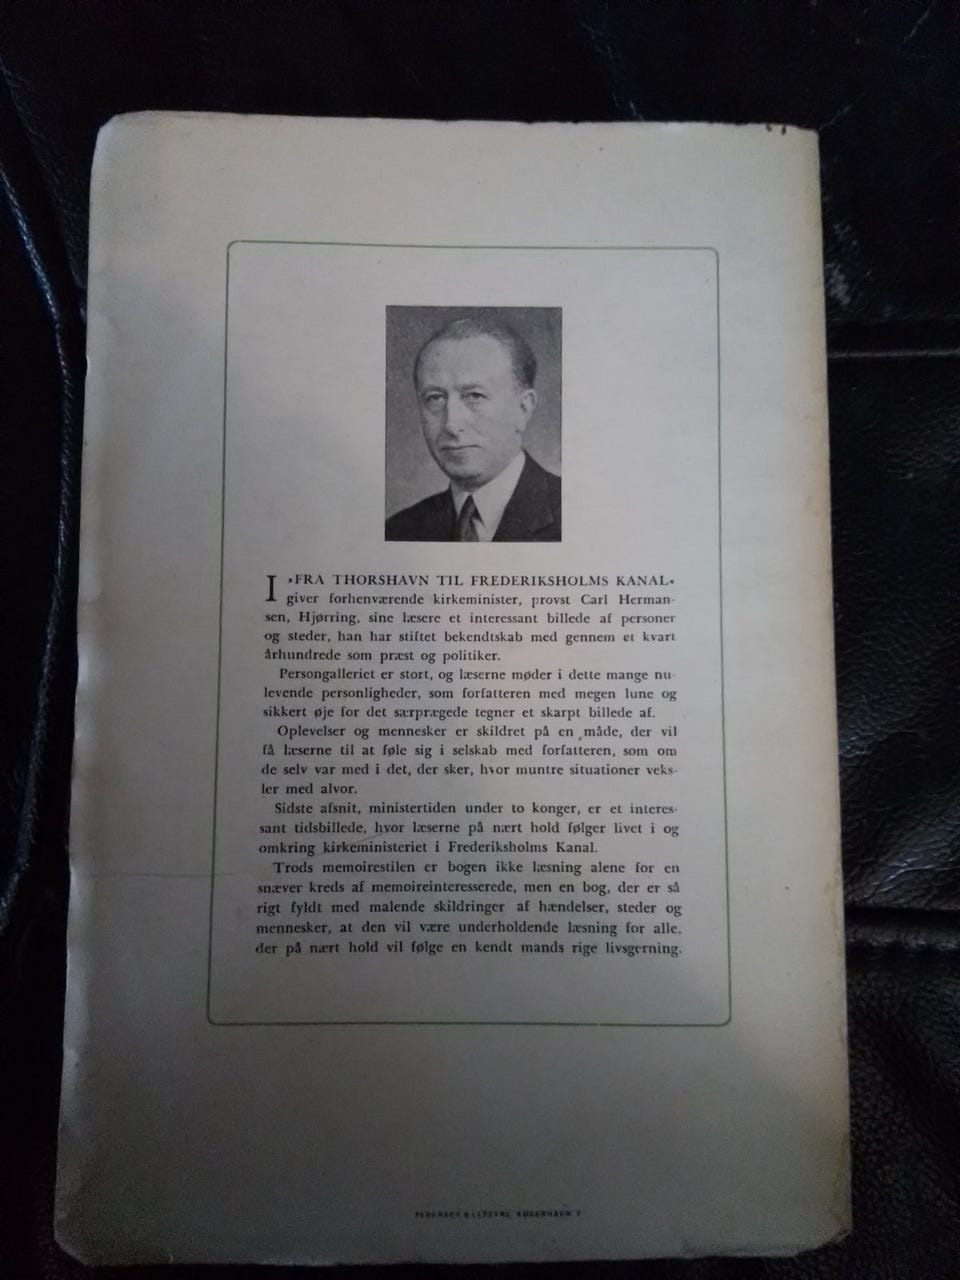 I »FRA THORSHAVN TIL FREDERIKSHOLMS KANAL«
giver forhenværende kirkeminister, provst Carl Herman-
sen, Hjørring, sine læsere et interessant billede af personer
og steder, han har stiftet bekendtskab med gennem et kvart
århundrede som præst og politiker.
Persongalleriet er stort, og læserne møder i dette mange nu-
levende personligheder, som forfatteren med megen lune og
sikkert øje for det særprægede tegner et skarpt billede af.
Oplevelser og mennesker er skildret på en måde, der vil
få læserne til at føle sig i selskab med forfatteren, som om
de selv var med i det, der sker, hvor muntre situationer veks-
ler med alvor.
Sidste afsnit, ministertiden under to konger, er et interes-
sant tidsbillede, hvor læserne på nært hold følger livet i og
omkring kirkeministeriet i Frederiksholms Kanal.
Trods memoirestilen er bogen ikke læsning alene for en
snæver kreds af memoireinteresserede, men en bog, der er så
rigt fyldt med malende skildringer af hændelser, steder og
mennesker, at den vil være underholdende læsning for alle,
der på nært hold vil følge en kendt mands rige livsgerning.
PEDERSEN & LEFEVRE KØBENHAVN